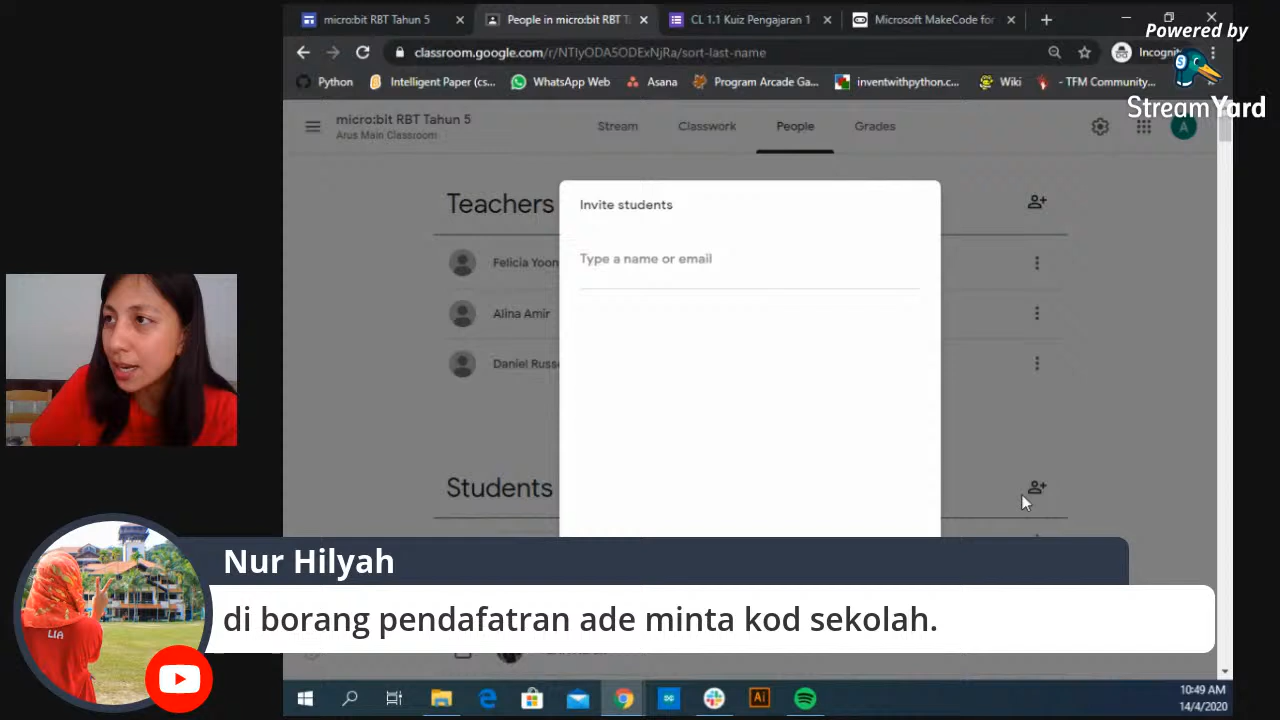 micro:bit RBT Tahun 5
People in micro:bit RBT T
CL 1.1 Kuiz Pengajaran 1
Microsoft MakeCode for
Powered by
classroom.google.com/r/NTIyODA5ODExNjRa/sort-last-name
Incogni
Python
Intelligent Paper (cs...
WhatsApp Web
Asana
Program Arcade Ga...
inventwithpython.c...
Wiki
- TFM Community...
StreamYard
micro:bit RBT Tahun 5
Arus Main Classroom
Stream
Classwork
People
Grades
A
Teachers
Invite students
Type a name or email
Felicia Yoon
Alina Amir
Daniel Russe
Students
Nur Hilyah
di borang pendafatran ade minta kod sekolah.
LIA
Ai
10:49 AM
14/4/2020